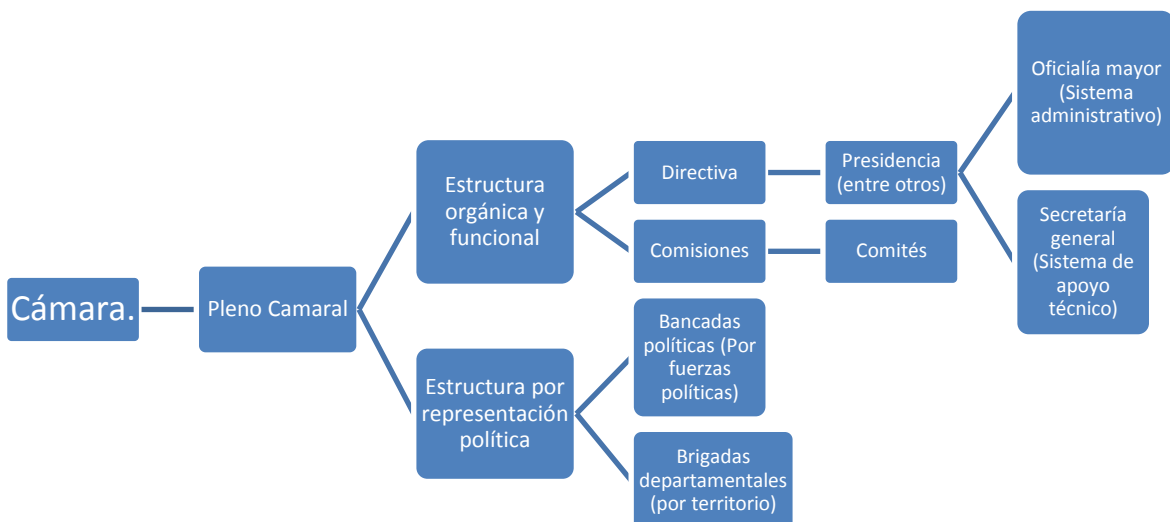 Cámara.
Pleno Camaral
Estructura
orgánica y
funcional
Directiva
Presidencia
(entre otros)
Oficialía mayor
(Sistema
administrativo)
Secretaría
general
(Sistema de
apoyo
técnico)
Comisiones
Comités
Estructura por
representación
política
Bancadas
políticas (Por
fuerzas
políticas)
Brigadas
departamentales
(por territorio)